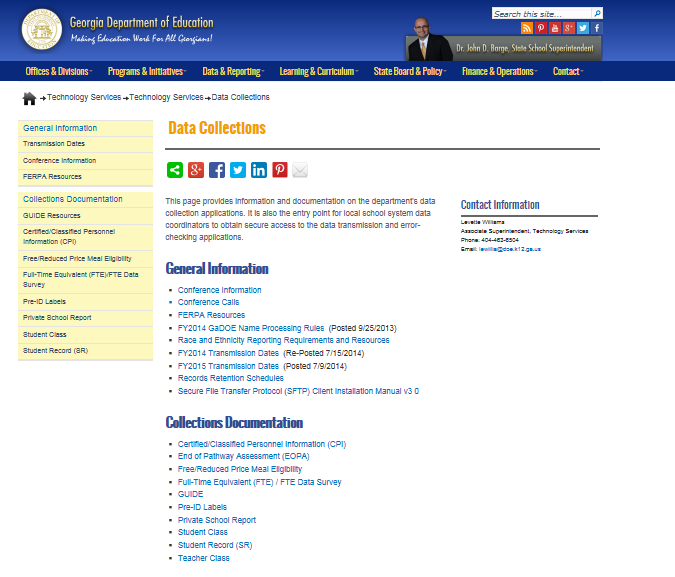 Georgia Department of Education
Making Education Work For All Georgians!
Search this site...
Dr. John D. Barge, State School Superintendent
Offices & Divisions
Programs & Initiatives
Data & Reporting
Learning & Curriculum
State Board & Policy
Finance & Operations
Contact
Technology Services
Technology Services
Data Collections
General Information
Transmission Dates
Conference Information
FERPA Resources
Collections Documentation
GUIDE Resources
Certified/Classified Personnel
Information (CPI)
Free/Reduced Price Meal Eligibility
Full-Time Equivalent (FTE)/FTE Data
Survey
Pre-ID Labels
Private School Report
Student Class
Student Record (SR)
Data Collections
This page provides information and documentation on the department's data
collection applications. It is also the entry point for local school system data
coordinators to obtain secure access to the data transmission and error-
checking applications.
General Information
Conference Information
Conference Calls
FERPA Resources
FY2014 GaDOE Name Processing Rules (Posted 9/25/2013)
Race and Ethnicity Reporting Requirements and Resources
FY2014 Transmission Dates (Re-Posted 7/15/2014)
FY2015 Transmission Dates (Posted 7/9/2014)
Records Retention Schedules
Secure File Transfer Protocol (SFTP) Client Installation Manual v3 0
Collections Documentation
Certified/Classified Personnel Information (CPI)
End of Pathway Assessment (EOPA)
Free/Reduced Price Meal Eligibility
Full-Time Equivalent (FTE) / FTE Data Survey
GUIDE
Pre-ID Labels
Private School Report
Student Class
Student Record (SR)
Teacher Class
Contact Information
Levette Williams
Associate Superintendent, Technology Services
Phone: 404-463-6504
Email: lewillia@doe.k12.ga.us